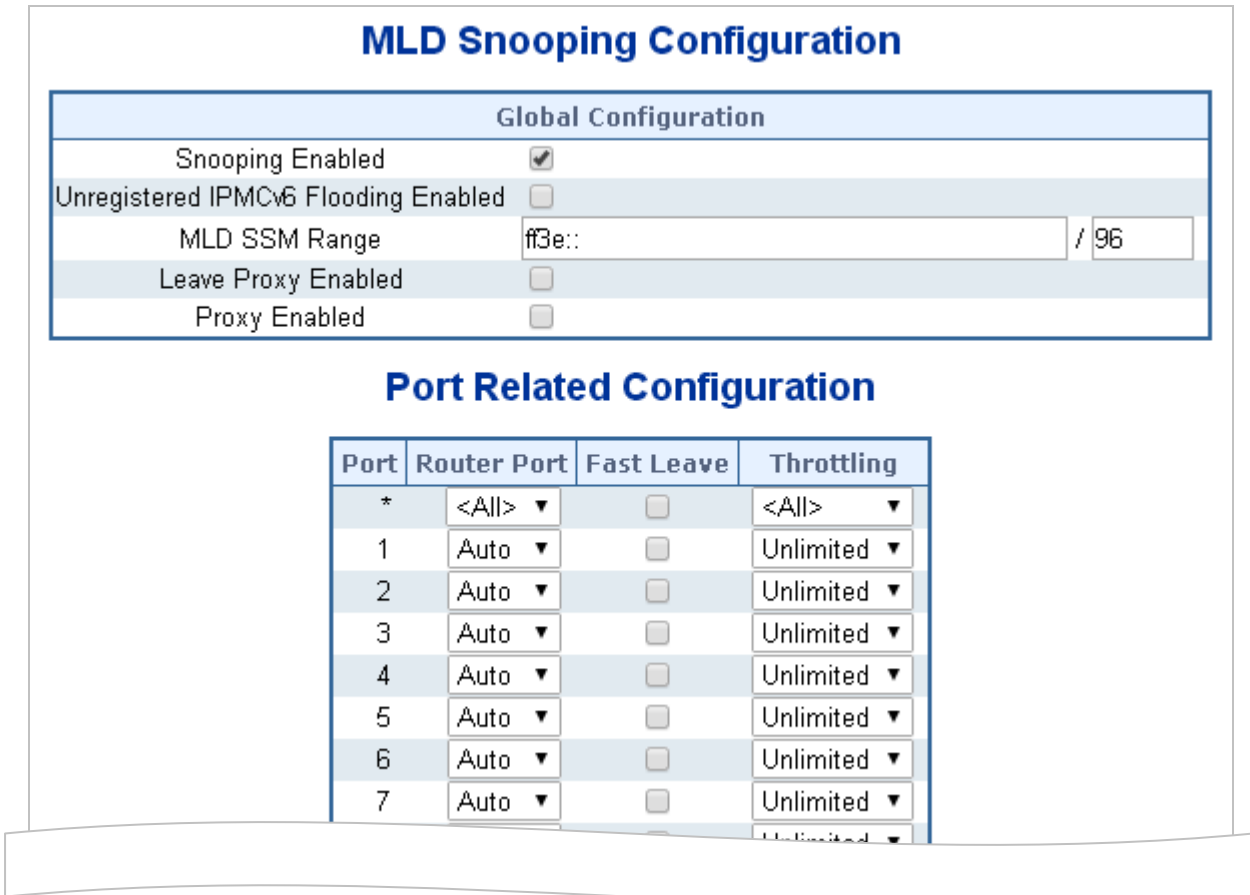 MLD Snooping Configuration
Global Configuration
Snooping Enabled
Unregistered IPMCv6 Flooding Enabled
MLD SSM Range ff3e:: / 96
Leave Proxy Enabled
Proxy Enabled
Port Related Configuration
Port Router Port Fast Leave Throttling
* <All> <All>
1 Auto Unlimited
2 Auto Unlimited
3 Auto Unlimited
4 Auto Unlimited
5 Auto Unlimited
6 Auto Unlimited
7 Auto Unlimited